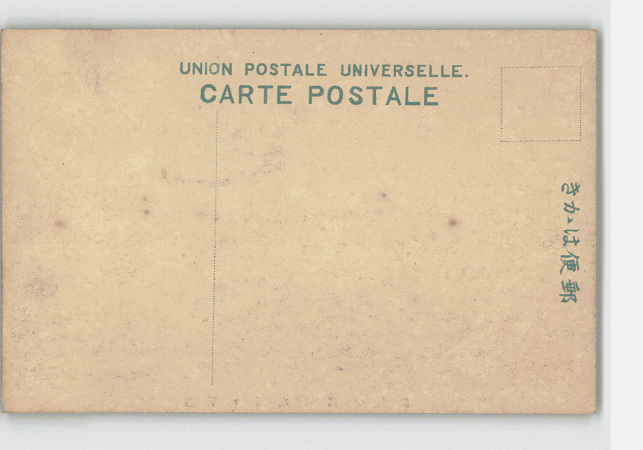 UNION POSTALE UNIVERSELLE.
CARTE POSTALE
きかは便郵